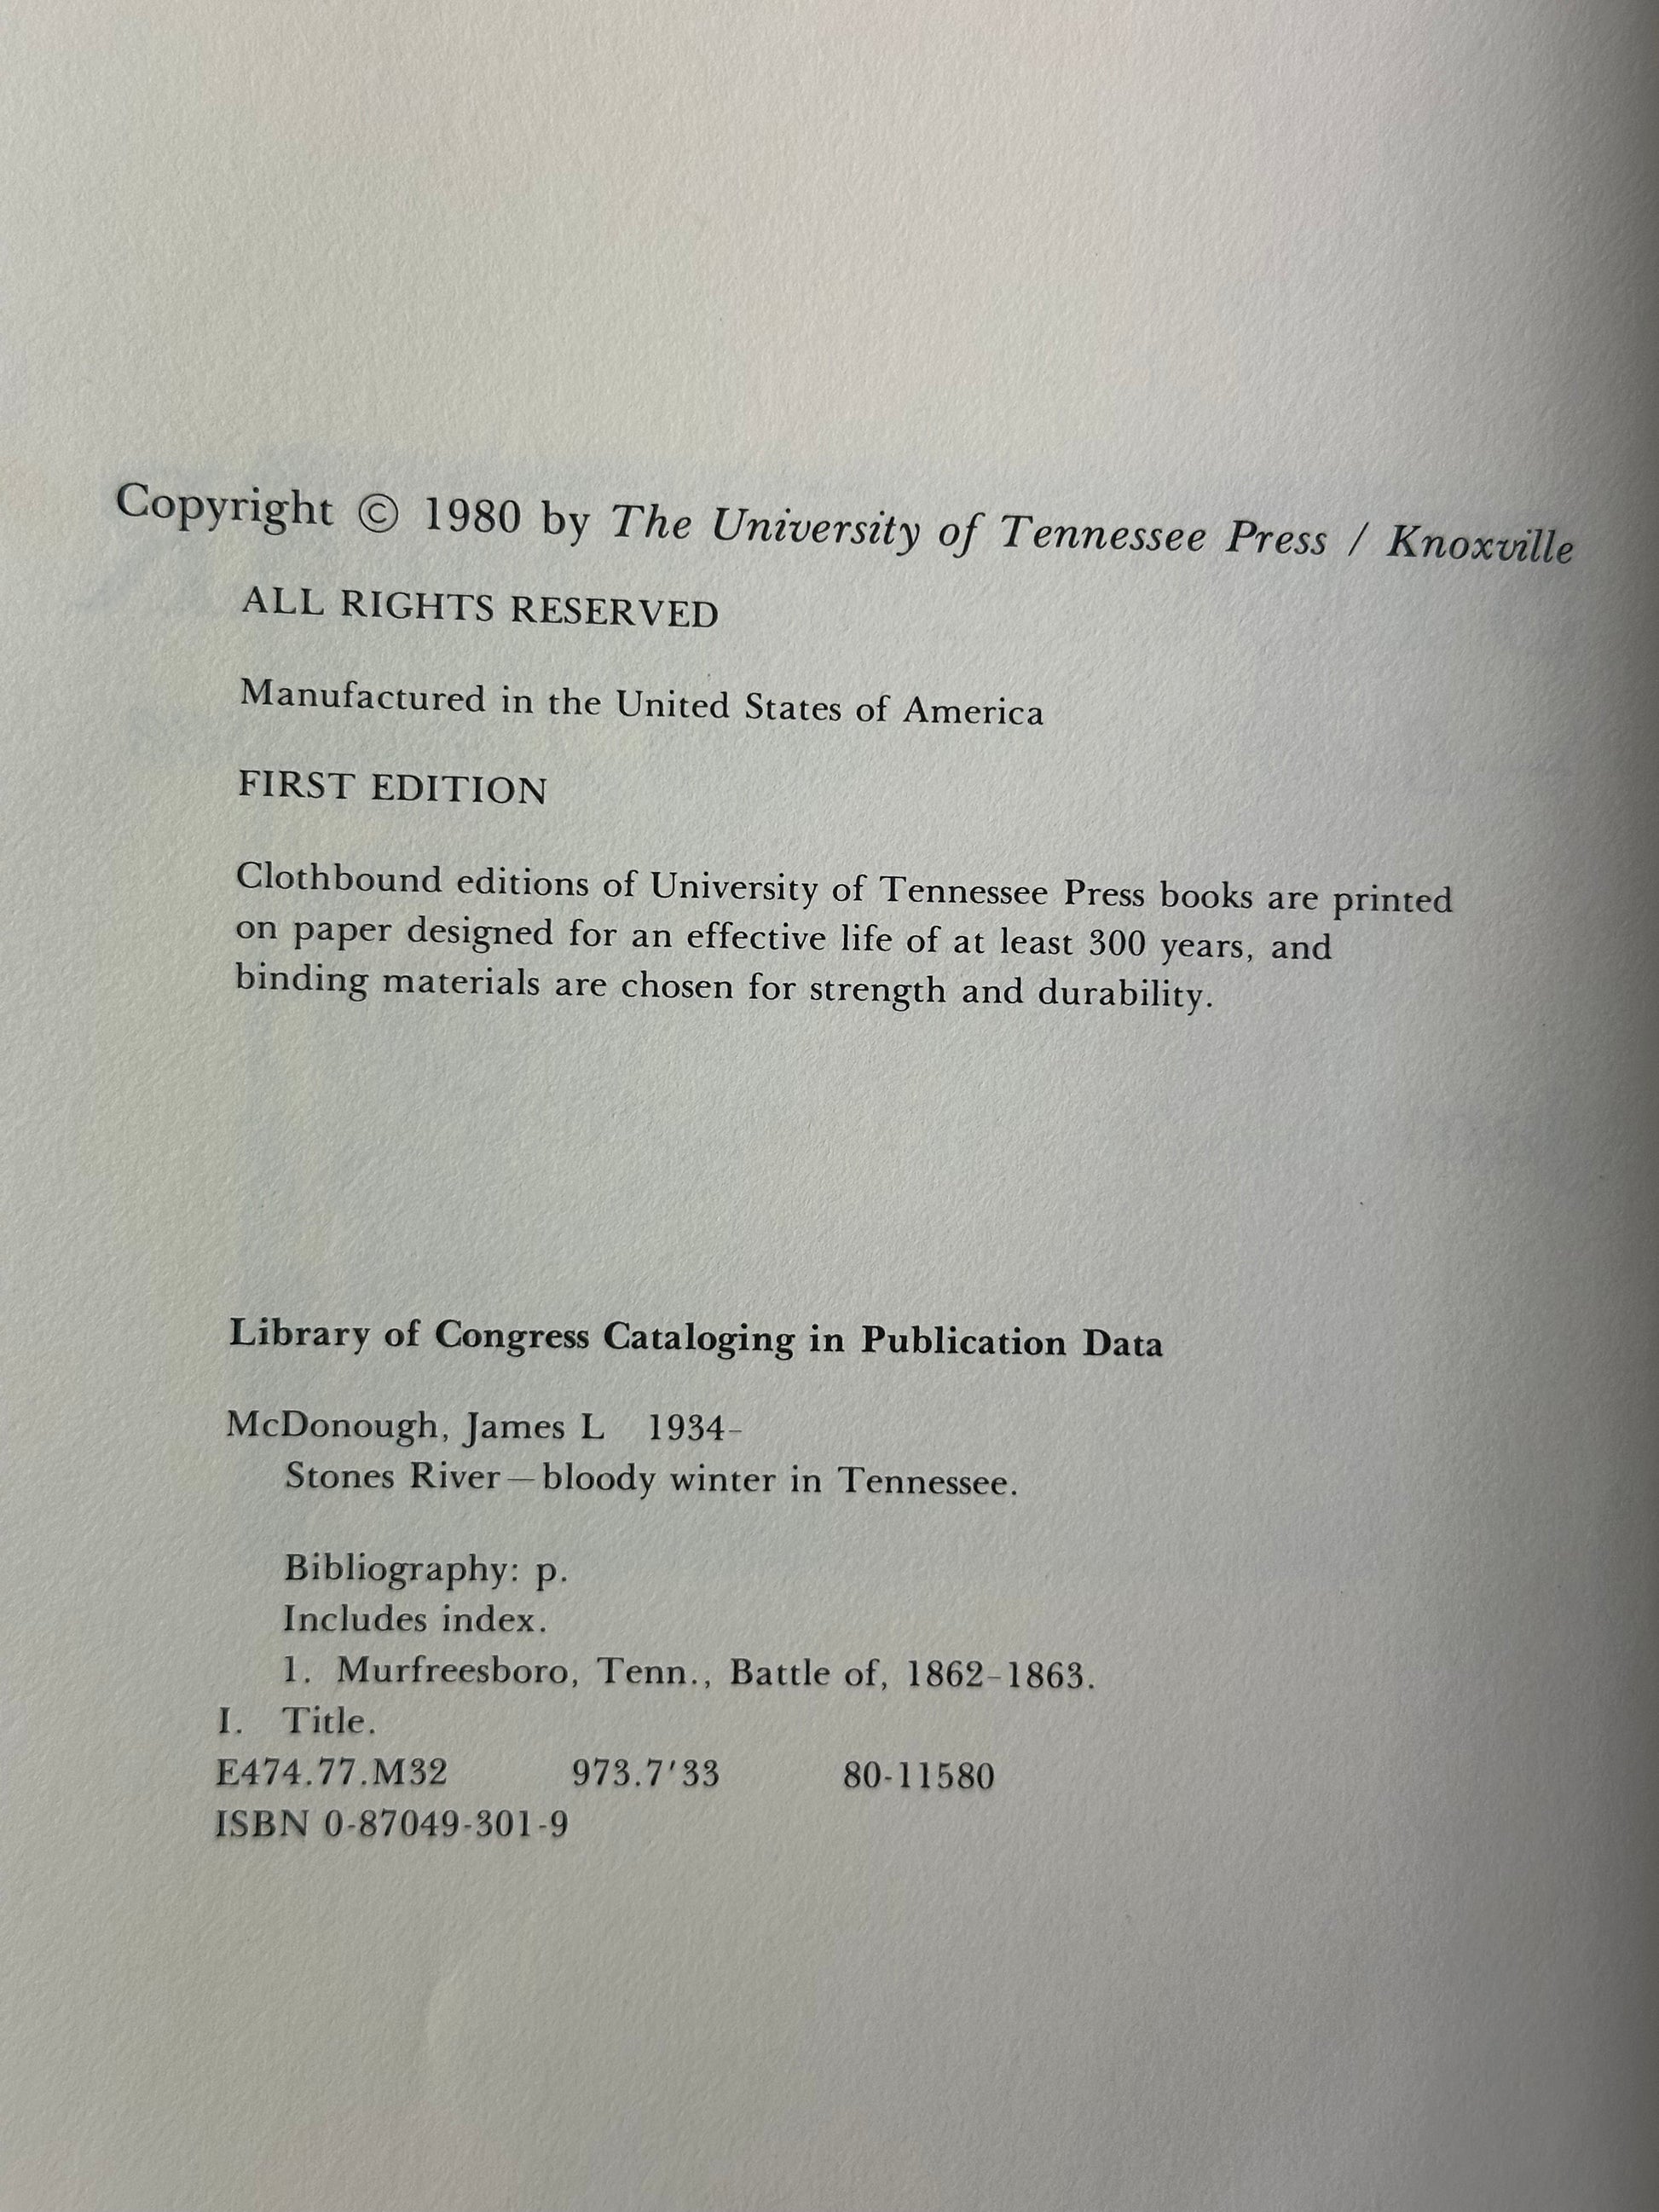 Copyright © 1980 by The University of Tennessee Press / Knoxville
ALL RIGHTS RESERVED
Manufactured in the United States of America
FIRST EDITION
Clothbound editions of University of Tennessee Press books are printed
on paper designed for an effective life of at least 300 years, and
binding materials are chosen for strength and durability.
Library of Congress Cataloging in Publication Data
McDonough, James L 1934–
Stones River—bloody winter in Tennessee.
Bibliography: p.
Includes index.
1. Murfreesboro, Tenn., Battle of, 1862–1863.
I. Title.
E474.77.M32 973.7'33 80-11580
ISBN 0-87049-301-9